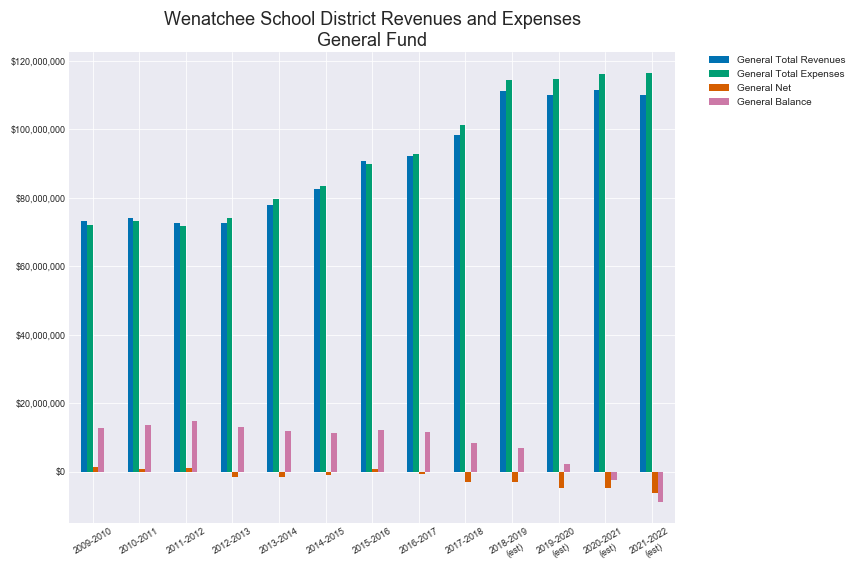 Wenatchee School District Revenues and Expenses
General Fund
$120,000,000
$100,000,000
$80,000,000
$60,000,000
$40,000,000
$20,000,000
$0
2009-2010
2010-2011
2011-2012
2012-2013
2013-2014
2014-2015
2015-2016
2016-2017
2017-2018
2018-2019
(est)
2019-2020
(est)
2020-2021
(est)
2021-2022
(est)
General Total Revenues
General Total Expenses
General Net
General Balance